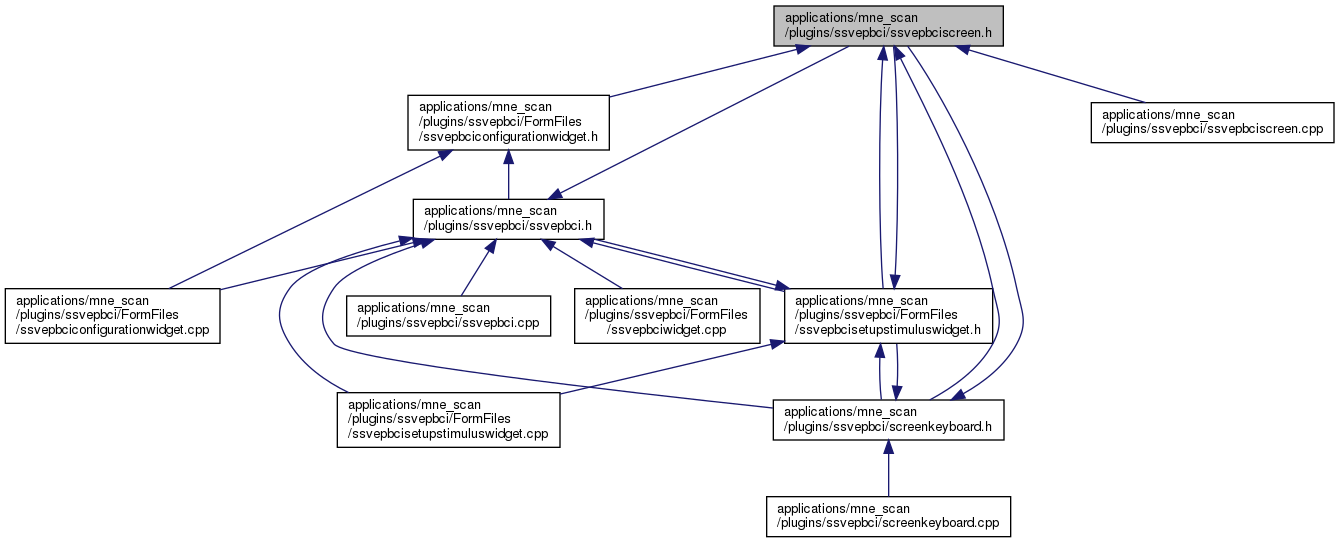 applications/mne_scan
/plugins/ssvepbci/ssvepbciscreen.h
applications/mne_scan
/plugins/ssvepbci/FormFiles
/ssvepbciconfigurationwidget.h
applications/mne_scan
/plugins/ssvepbci/ssvepbciscreen.cpp
applications/mne_scan
/plugins/ssvepbci/ssvepbci.h
applications/mne_scan
/plugins/ssvepbci/FormFiles
/ssvepbciconfigurationwidget.cpp
applications/mne_scan
/plugins/ssvepbci/ssvepbci.cpp
applications/mne_scan
/plugins/ssvepbci/FormFiles
/ssvepbciwidget.cpp
applications/mne_scan
/plugins/ssvepbci/FormFiles
/ssvepbcisetupstimuluswidget.h
applications/mne_scan
/plugins/ssvepbci/FormFiles
/ssvepbcisetupstimuluswidget.cpp
applications/mne_scan
/plugins/ssvepbci/screenkeyboard.h
applications/mne_scan
/plugins/ssvepbci/screenkeyboard.cpp